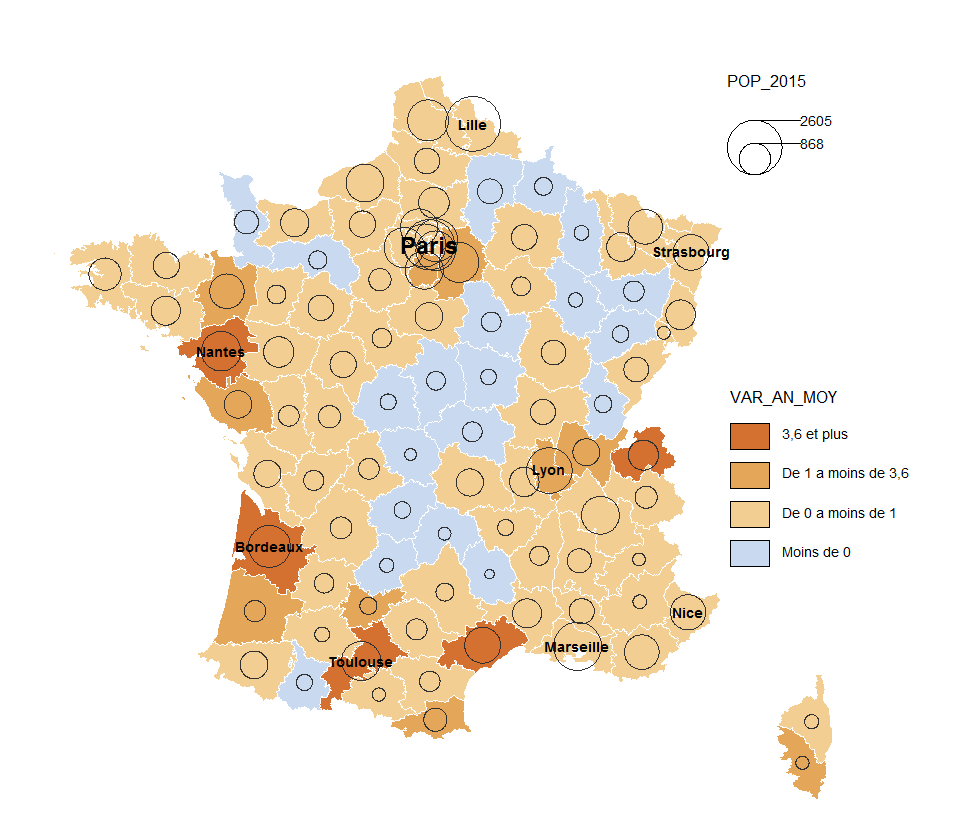 POP_2015
2605
868
Lille
Paris
Strasbourg
Nantes
VAR_AN_MOY
3,6 et plus
Lyon
De 1 a moins de 3,6
De 0 a moins de 1
Bordeaux
Moins de 0
Nice
Marseille
Toulouse